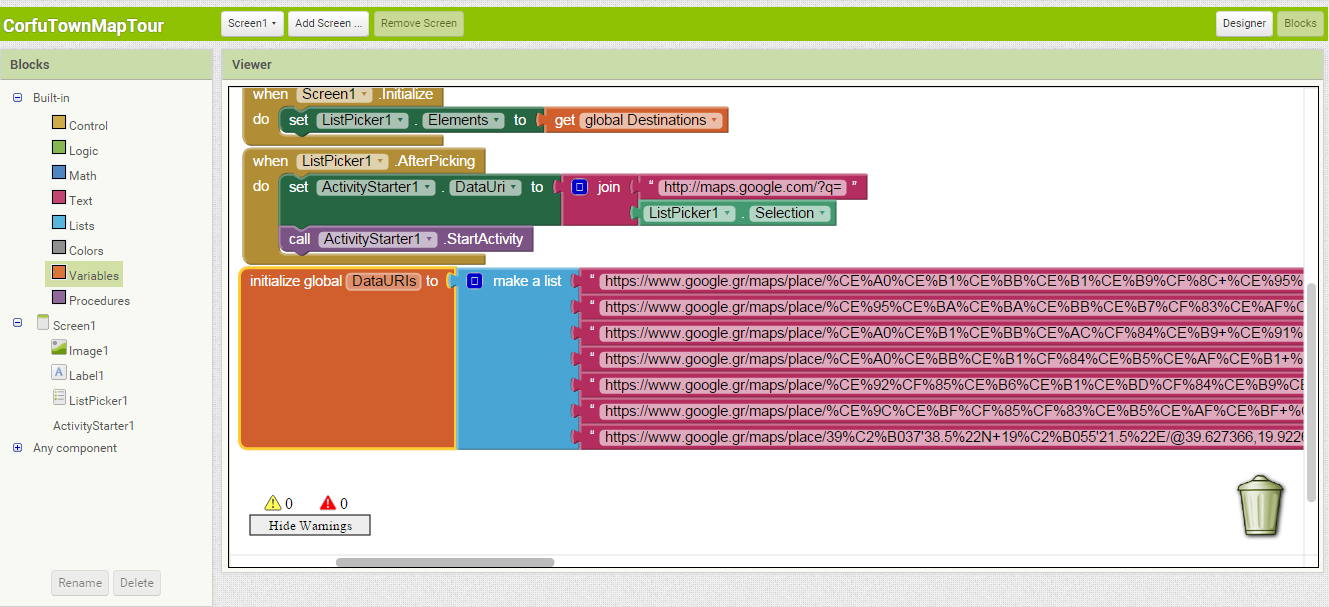 CorfuTownMapTour Screen1 Add Screen ... Remove Screen Designer Blocks
Blocks
Viewer
Built-in
Control
Logic
Math
Text
Lists
Colors
Variables
Procedures
Screen1
Image1
Label1
ListPicker1
ActivityStarter1
Any component
Rename Delete
when Screen1 .Initialize
do set ListPicker1 . Elements to get global Destinations
when ListPicker1 .AfterPicking
do set ActivityStarter1 . DataUri to join " http://maps.google.com/?q= "
ListPicker1 . Selection
call ActivityStarter1 .StartActivity
initialize global DataURIs to make a list " https://www.google.gr/maps/place/%CE%A0%CE%B1%CE%BB%CE%B1%CE%B9%CF%8C+%CE%95%
" https://www.google.gr/maps/place/%CE%95%CE%BA%CE%BA%CE%BB%CE%B7%CF%83%CE%AF%C
" https://www.google.gr/maps/place/%CE%A0%CE%B1%CE%BB%CE%AC%CF%84%CE%B9+%CE%91%
" https://www.google.gr/maps/place/%CE%A0%CE%BB%CE%B1%CF%84%CE%B5%CE%AF%CE%B1+%
" https://www.google.gr/maps/place/%CE%92%CF%85%CE%B6%CE%B1%CE%BD%CF%84%CE%B9%CE
" https://www.google.gr/maps/place/%CE%9C%CE%BF%CF%85%CF%83%CE%B5%CE%AF%CE%BF+%
" https://www.google.gr/maps/place/39%C2%B037'38.5%22N+19%C2%B055'21.5%22E/@39.627366,19.922
0 0
Hide Warnings